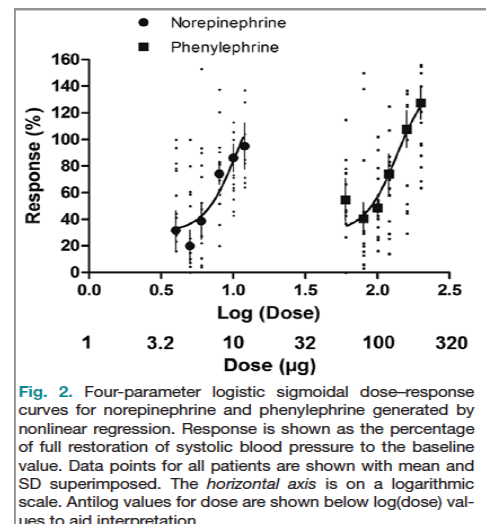 Norepinephrine
Phenylephrine
160
140
120
100
80
60
40
20
0
Response (%)
0.0 0.5 1.0 1.5 2.0 2.5
Log (Dose)
1 3.2 10 32 100 320
Dose (µg)
Fig. 2. Four-parameter logistic sigmoidal dose–response
curves for norepinephrine and phenylephrine generated by
nonlinear regression. Response is shown as the percentage
of full restoration of systolic blood pressure to the baseline
value. Data points for all patients are shown with mean and
SD superimposed. The horizontal axis is on a logarithmic
scale. Antilog values for dose are shown below log(dose) val-
ues to aid interpretation